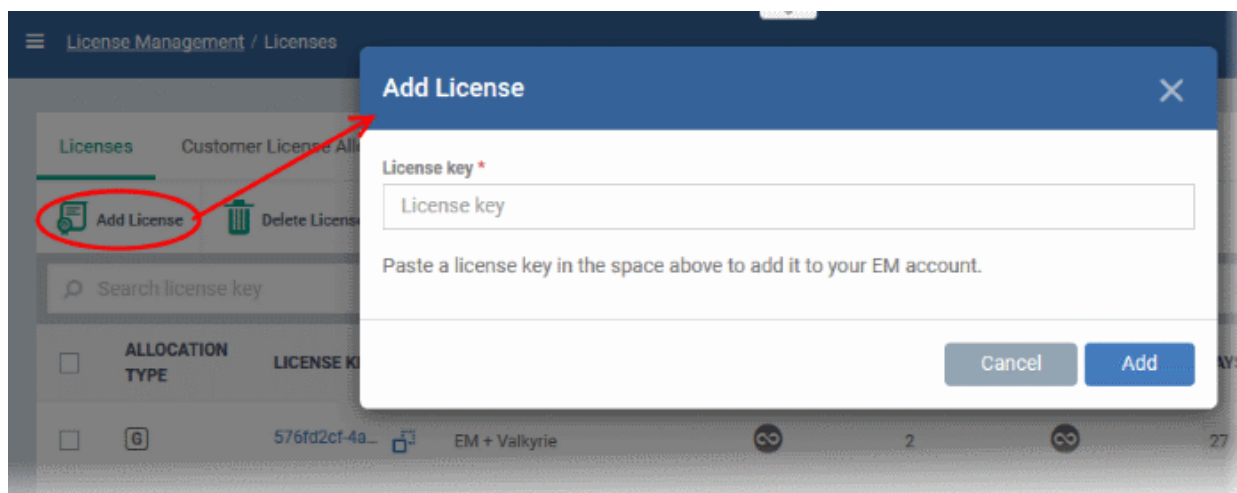 License Management / Licenses
Add License
Licenses Customer License All
License key *
License key
Add License Delete License
Paste a license key in the space above to add it to your EM account.
Search license key
Cancel Add
ALLOCATION
TYPE
LICENSE K
AY
G 576fd2cf-4a... EM + Valkyrie 2 27